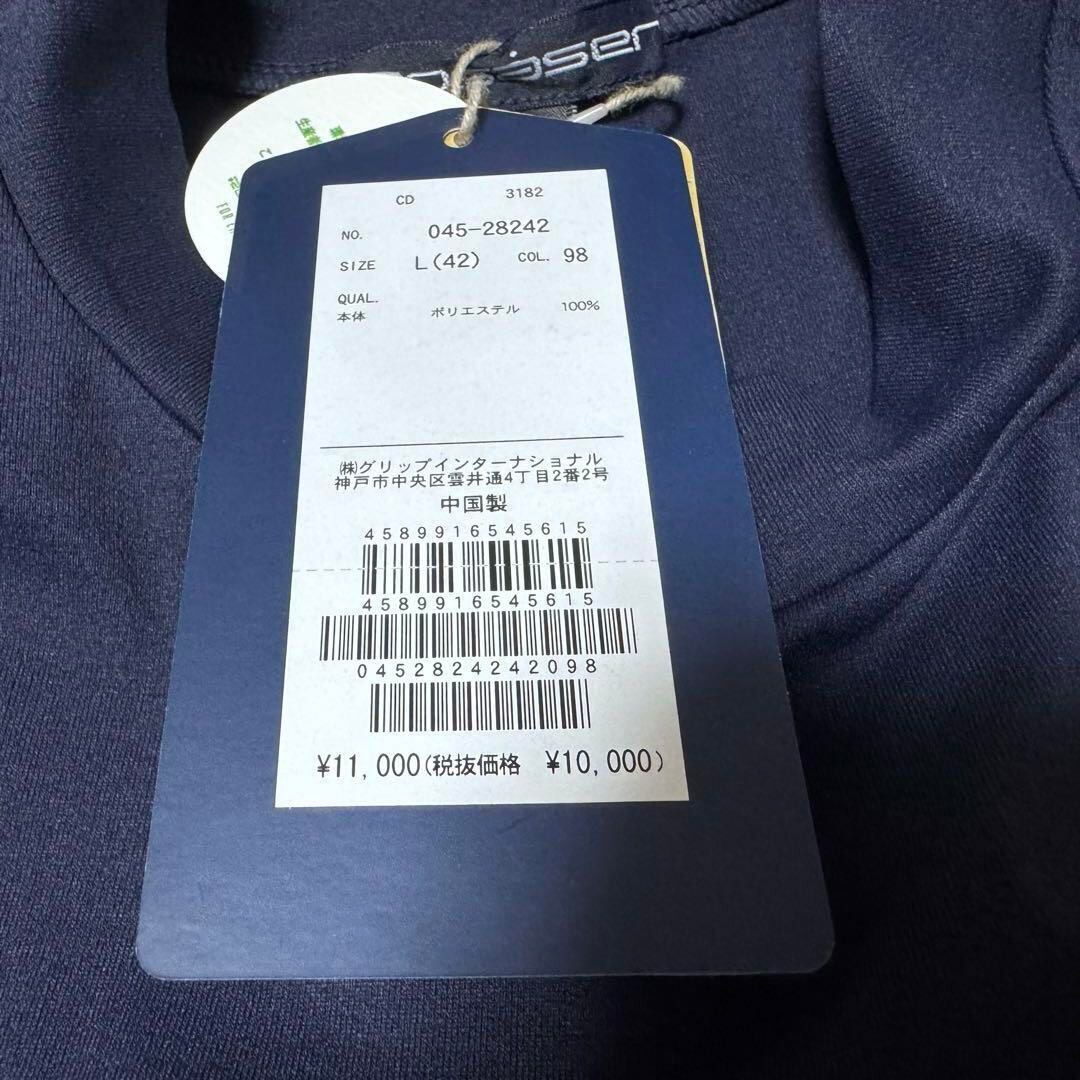 CD 3182
NO. 045-28242
SIZE L(42) COL. 98
QUAL.
本体 ポリエステル 100%
㈱グリップインターナショナル
神戸市中央区雲井通4丁目2番2号
中国製
4589916545615
4589916545615
0452824242098
¥11,000(税抜価格 ¥10,000)